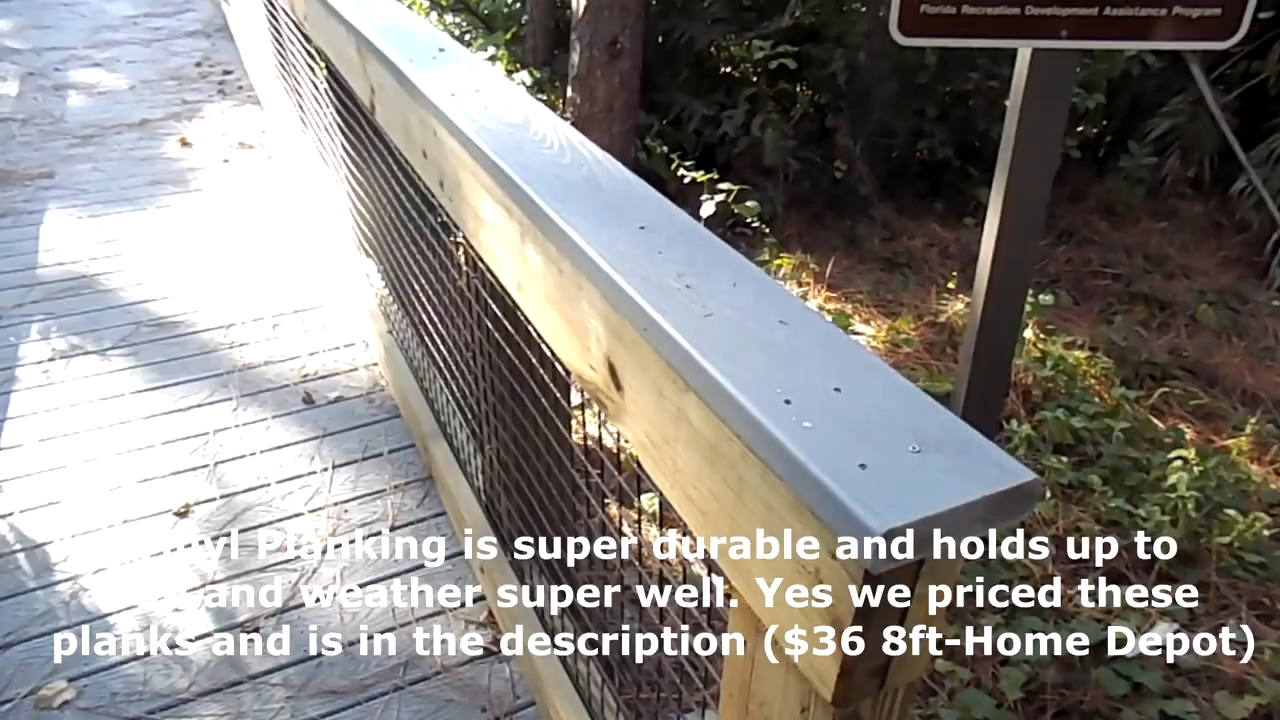 Florida Recreation Development Assistance Program
Planking is super durable and holds up to
and weather super well. Yes we priced these
planks and is in the description ($36 8ft-Home Depot)